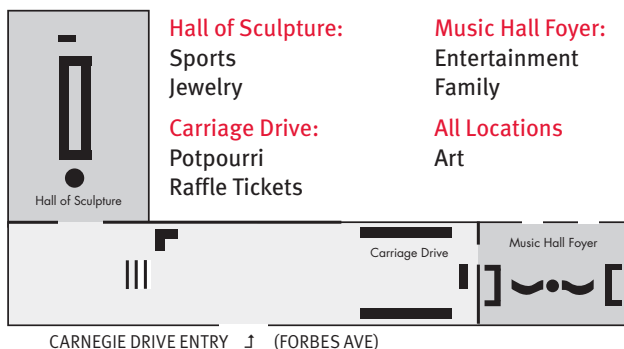 Hall of Sculpture:
Sports
Jewelry
Carriage Drive:
Potpourri
Raffle Tickets
Music Hall Foyer:
Entertainment
Family
All Locations
Art
Hall of Sculpture
Carriage Drive
Music Hall Foyer
CARNEGIE DRIVE ENTRY (FORBES AVE)